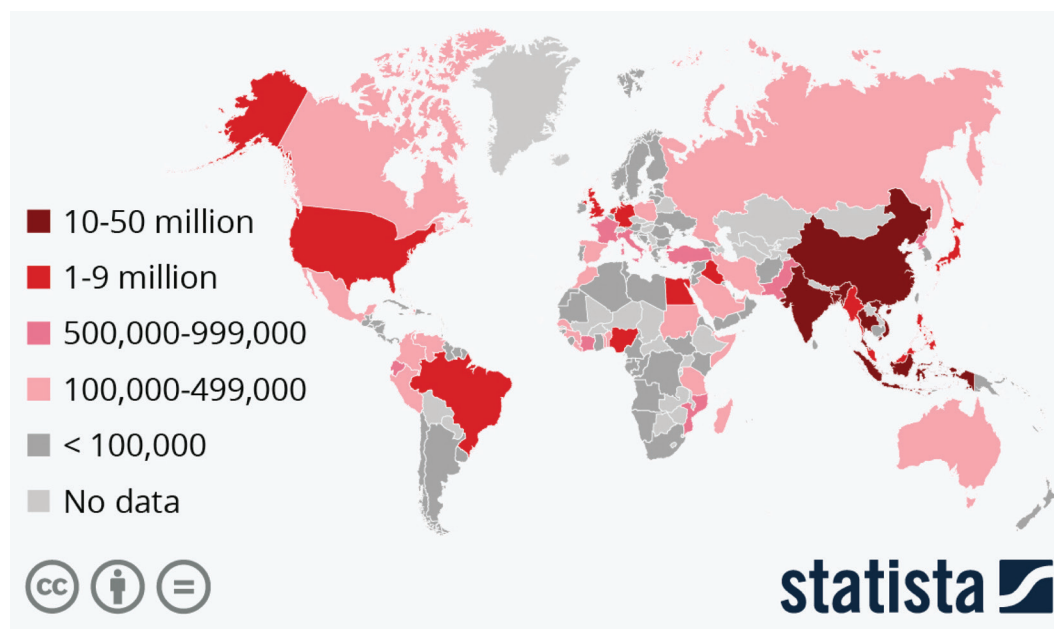 10-50 million
1-9 million
500,000-999,000
100,000-499,000
< 100,000
No data
cc
=
statista